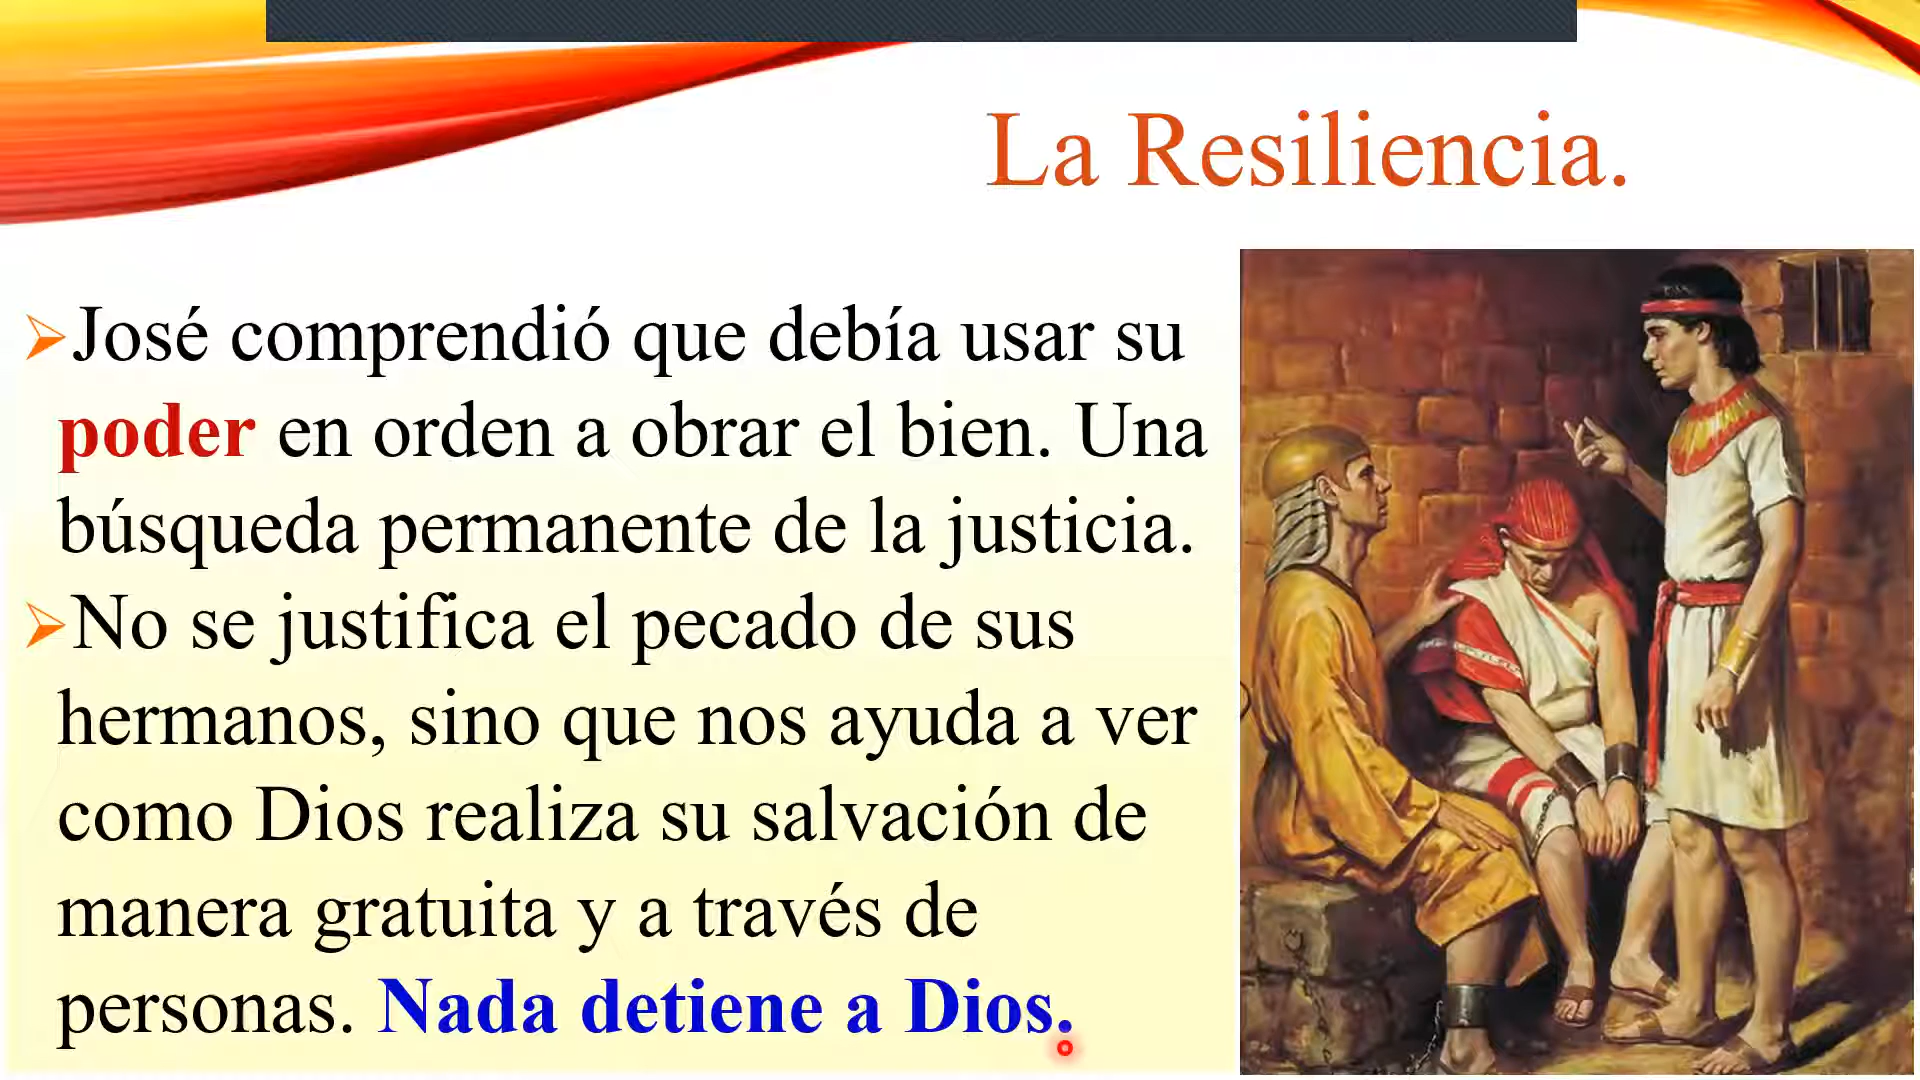 La Resiliencia.
José comprendió que debía usar su
poder en orden a obrar el bien. Una
búsqueda permanente de la justicia.
No se justifica el pecado de sus
hermanos, sino que nos ayuda a ver
como Dios realiza su salvación de
manera gratuita y a través de
personas. Nada detiene a Dios.